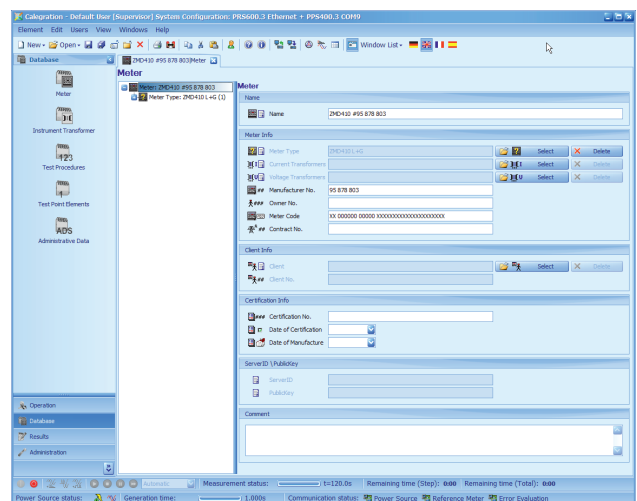 Calegration - Default User [Supervisor] System Configuration: PRS600.3 Ethernet + PPS400.3 COM9
Element Edit Users View Windows Help
New Open Window List
Database
ZMD410 #95 878 803|Meter
Meter
Meter: ZMD410 #95 878 803
Meter Type: ZMD410 L+G (1)
Meter
Instrument Transformer
123
Test Procedures
Test Point Elements
ADS
Administrative Data
Operation
Database
Results
Administration
Meter
Name
Name ZMD410 #95 878 803
Meter Info
Meter Type ZMD410 L+G Select Delete
Current Transformers Select Delete
Voltage Transformers Select Delete
## Manufacturer No. 95 878 803
### Owner No.
Meter Code XX 000000 00000 XXXXXXXXXXXXXXXXXXXXX
## Contract No.
Client Info
Client Select Delete
## Client No.
Certification Info
### Certification No.
Date of Certification
Date of Manufacture
ServerID \PublicKey
ServerID
PublicKey
Comment
Automatic Measurement status: t=120.0s Remaining time (Step): 0:00 Remaining time (Total): 0:00
Power Source status: Generation time: 1.000s Communication status: Power Source Reference Meter Error Evaluation